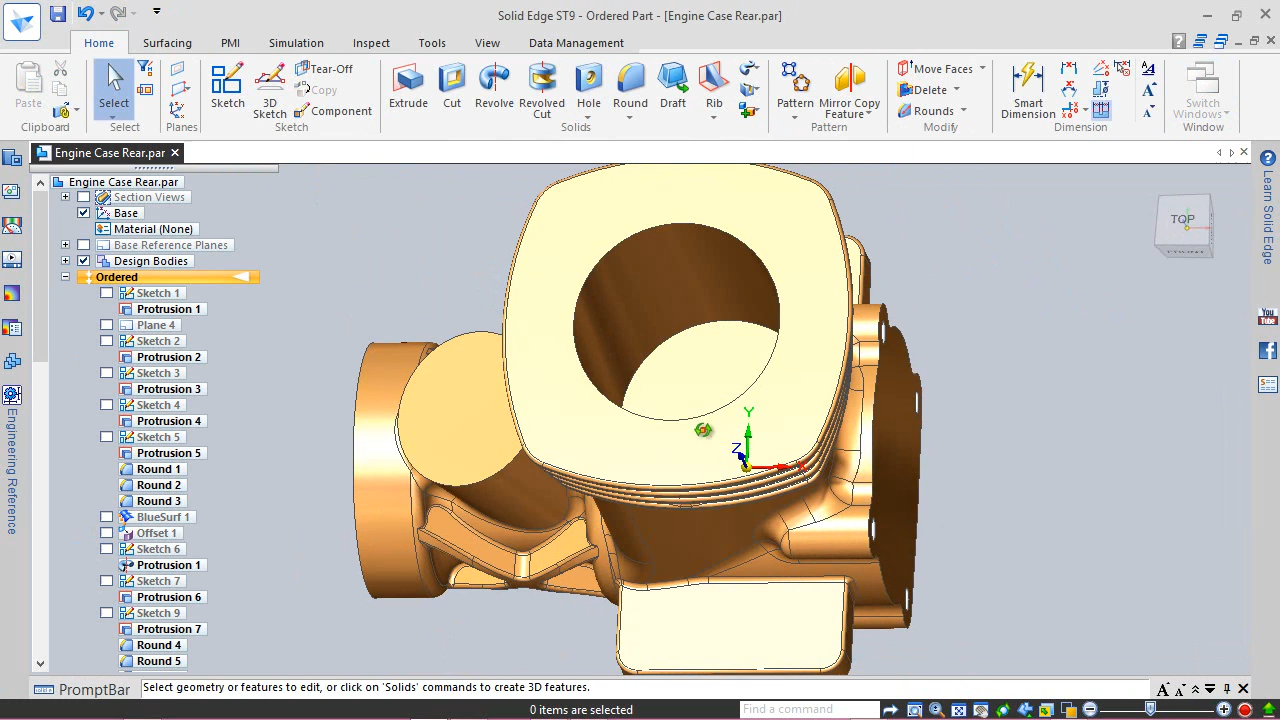 Solid Edge ST9 - Ordered Part - [Engine Case Rear.par]
Home
Surfacing
PMI
Simulation
Inspect
Tools
View
Data Management
Paste
Clipboard
Select
Select
Planes
Sketch
3D Sketch
Tear-Off
Copy
Component
Sketch
Extrude
Cut
Revolve
Revolved Cut
Hole
Round
Draft
Rib
Solids
Pattern
Mirror Copy Feature
Pattern
Move Faces
Delete
Rounds
Modify
Smart Dimension
Dimension
Switch Windows
Window
Engine Case Rear.par
Engine Case Rear.par
Section Views
Base
Material (None)
Base Reference Planes
Design Bodies
Ordered
Sketch 1
Protrusion 1
Plane 4
Sketch 2
Protrusion 2
Sketch 3
Protrusion 3
Sketch 4
Protrusion 4
Sketch 5
Protrusion 5
Round 1
Round 2
Round 3
BlueSurf 1
Offset 1
Sketch 6
Protrusion 1
Sketch 7
Protrusion 6
Sketch 9
Protrusion 7
Round 4
Round 5
Engineering Reference
Y
Z
X
TOP
FRONT
Learn Solid Edge
You Tube
PromptBar
Select geometry or features to edit, or click on 'Solids' commands to create 3D features.
0 items are selected
Find a command